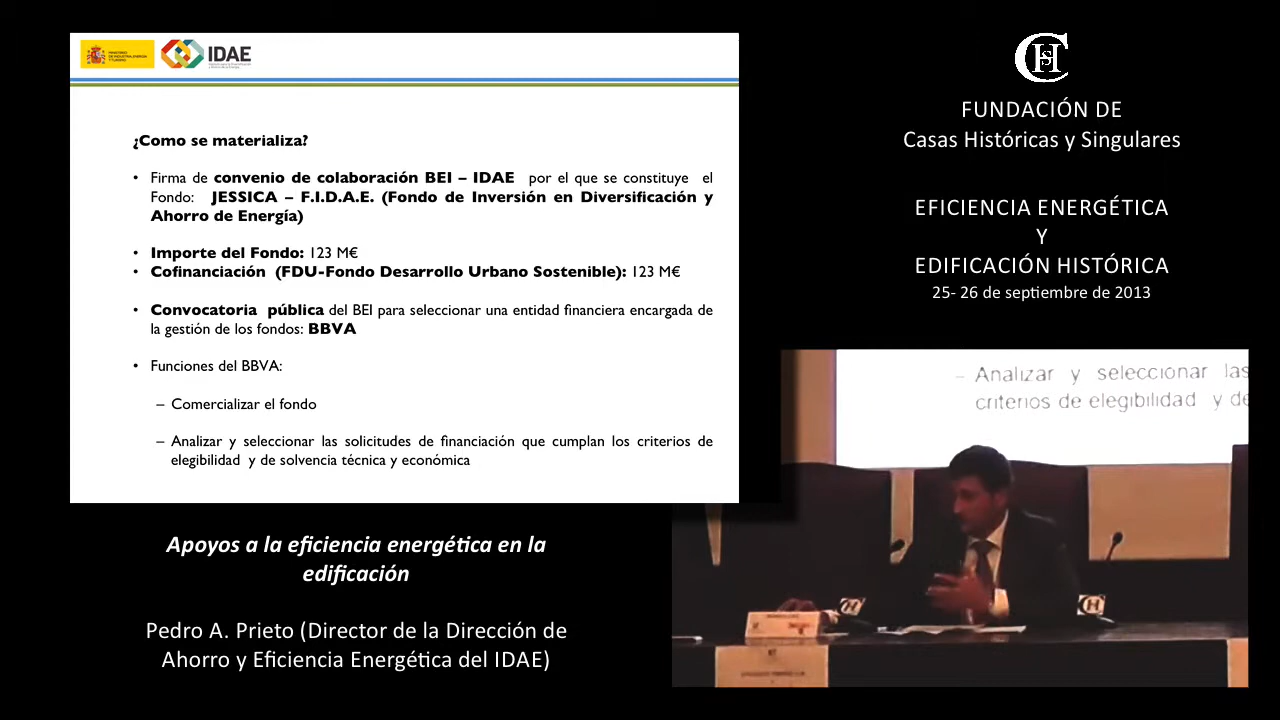 MINISTERIO
DE INDUSTRIA, ENERGÍA
Y TURISMO
IDAE
¿Como se materializa?
• Firma de convenio de colaboración BEI – IDAE por el que se constituye el
Fondo: JESSICA – F.I.D.A.E. (Fondo de Inversión en Diversificación y
Ahorro de Energía)
• Importe del Fondo: 123 M€
• Cofinanciación (FDU-Fondo Desarrollo Urbano Sostenible): 123 M€
• Convocatoria pública del BEI para seleccionar una entidad financiera encargada de
la gestión de los fondos: BBVA
• Funciones del BBVA:
– Comercializar el fondo
– Analizar y seleccionar las solicitudes de financiación que cumplan los criterios de
elegibilidad y de solvencia técnica y económica
Apoyos a la eficiencia energética en la
edificación
Pedro A. Prieto (Director de la Dirección de
Ahorro y Eficiencia Energética del IDAE)
CHS
FUNDACIÓN DE
Casas Históricas y Singulares
EFICIENCIA ENERGÉTICA
Y
EDIFICACIÓN HISTÓRICA
25- 26 de septiembre de 2013
– Analizar y seleccionar las
criterios de elegibilidad y de